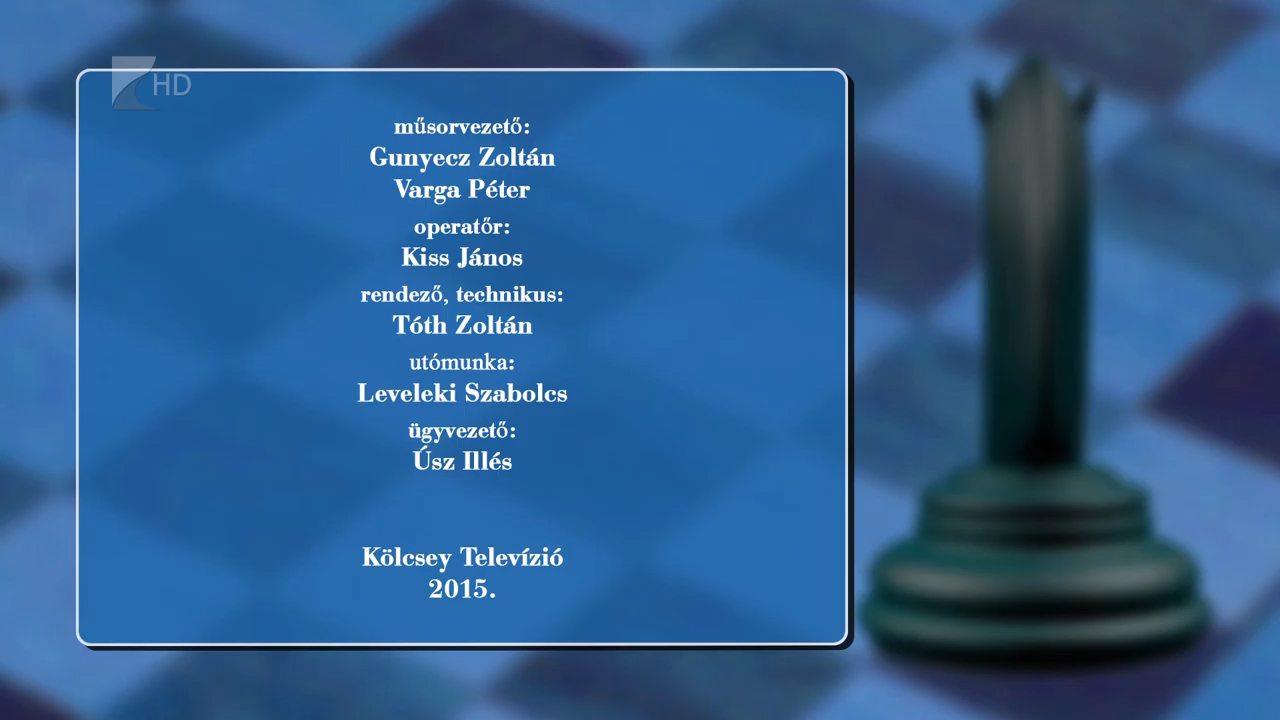 HD
műsorvezető:
Gunyecz Zoltán
Varga Péter
operatőr:
Kiss János
rendező, technikus:
Tóth Zoltán
utómunka:
Leveleki Szabolcs
ügyvezető:
Úsz Illés
Kölcsey Televízió
2015.